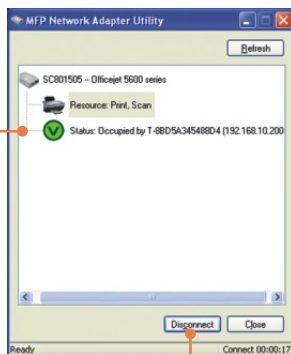 MFP Network Adapter Utility
Refresh
SC801505 -- Officejet 5600 series
Resource: Print, Scan
Status: Occupied by T-8BD5A345488D4 (192.168.10.200
Disconnect
Close
Ready
Connect 00:00:17